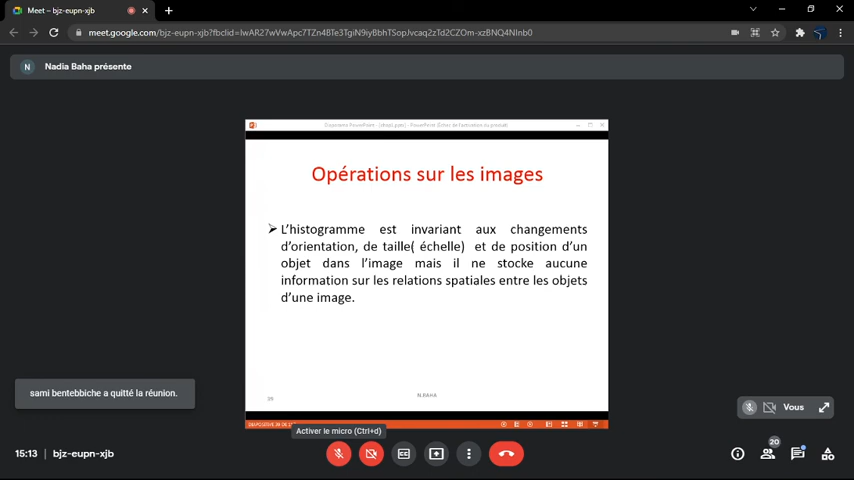 Meet – bjz-eupn-xjb
meet.google.com/bjz-eupn-xjb?fbclid=IwAR27wVwApc7TZn4BTe3TgiN9iyBbhTSopJvcaq2zTd2CZOm-xzBNQ4NInb0
N Nadia Baha présente
Opérations sur les images
➢ L'histogramme est invariant aux changements
d'orientation, de taille( échelle) et de position d'un
objet dans l'image mais il ne stocke aucune
information sur les relations spatiales entre les objets
d'une image.
N.BAHA
sami bentebbiche a quitté la réunion.
Vous
Activer le micro (Ctrl+d)
20
15:13 | bjz-eupn-xjb